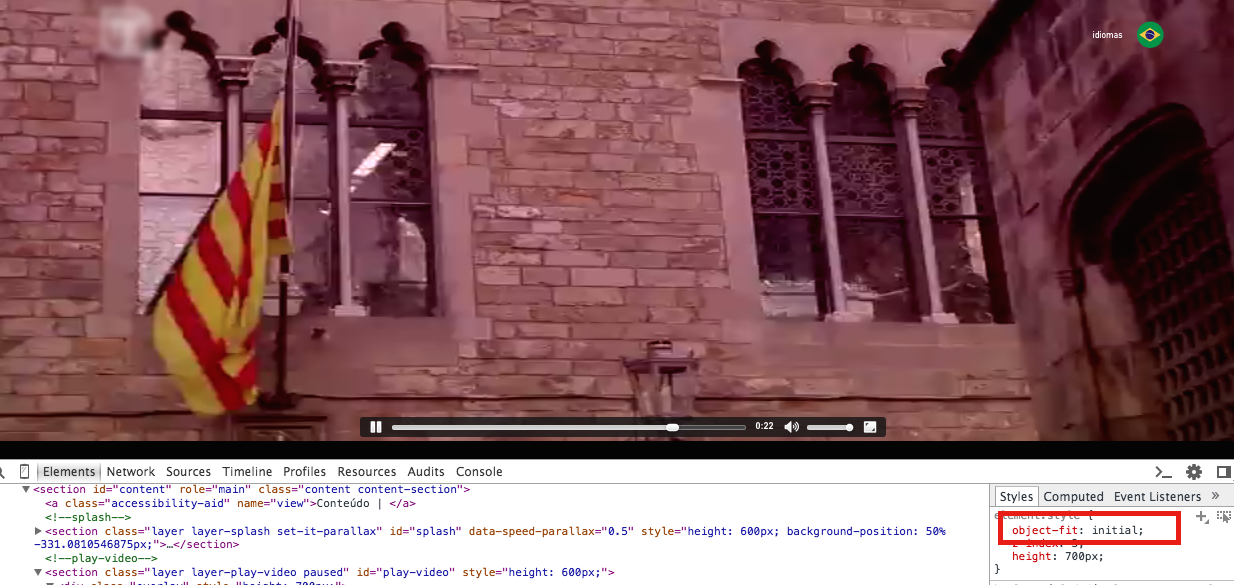 idiomas
0:22
Elements Network Sources Timeline Profiles Resources Audits Console
<section id="content" role="main" class="content content-section">
<a class="accessibility-aid" name="view">Conteúdo | </a>
<!--splash-->
<section class="layer layer-splash set-it-parallax" id="splash" data-speed-parallax="0.5" style="height: 600px; background-position: 50%
-331.0810546875px;">…</section>
<!--play-video-->
<section class="layer layer-play-video paused" id="play-video" style="height: 600px;">
Styles Computed Event Listeners »
element.style {
object-fit: initial;
z-index: 3;
height: 700px;
}